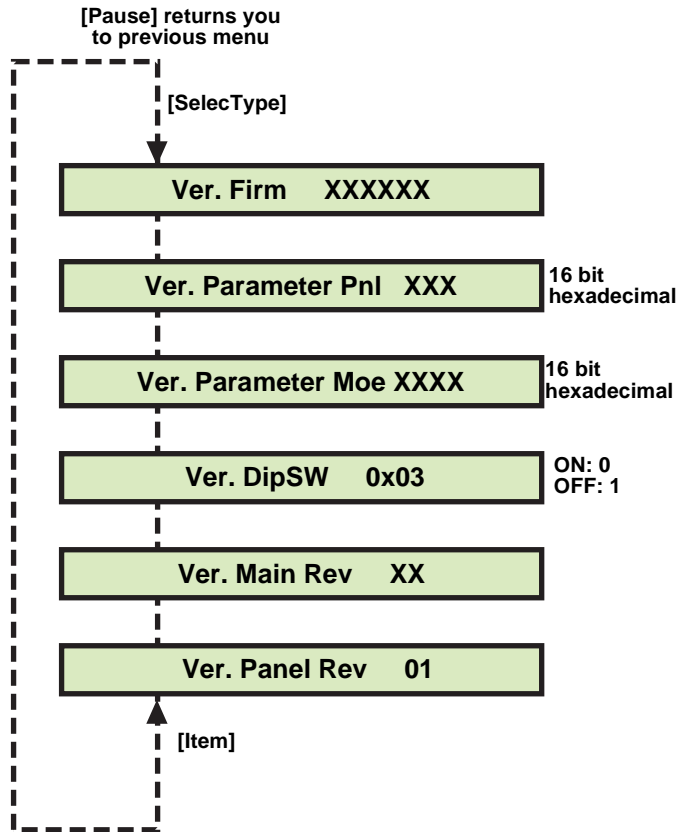 [Pause] returns you
to previous menu
[SelecType]
Ver. Firm XXXXXX
Ver. Parameter Pnl XXX
16 bit
hexadecimal
Ver. Parameter Moe XXXX
16 bit
hexadecimal
Ver. DipSW 0x03
ON: 0
OFF: 1
Ver. Main Rev XX
Ver. Panel Rev 01
[Item]